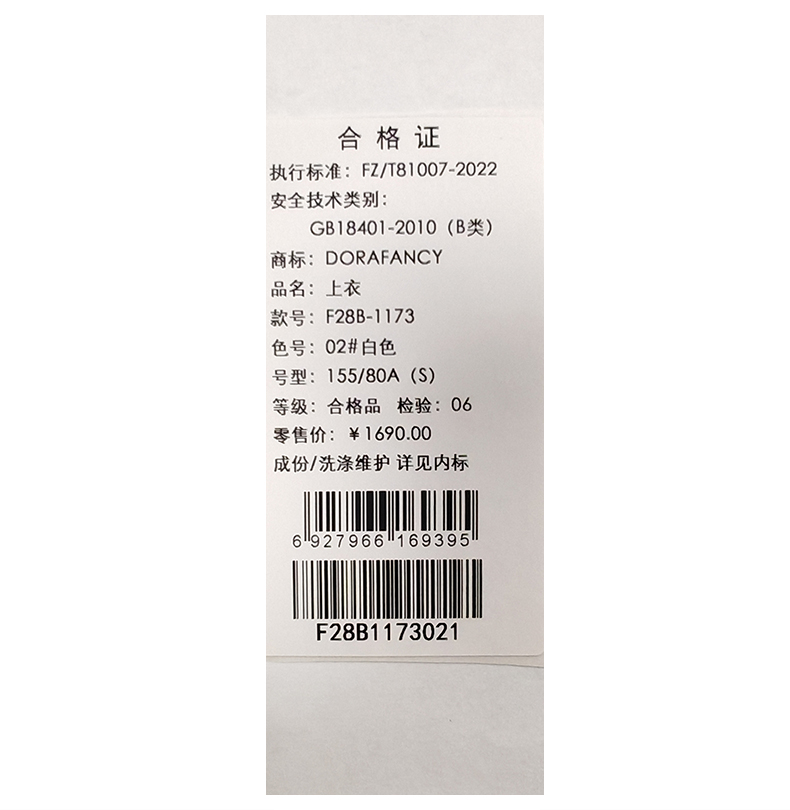 合格证
执行标准：FZ/T81007-2022
安全技术类别：
GB18401-2010（B类）
商标：DORAFANCY
品名：上衣
款号：F28B-1173
色号：02#白色
号型：155/80A（S）
等级：合格品 检验：06
零售价：￥1690.00
成份/洗涤维护 详见内标
6 927966 169395
F28B1173021